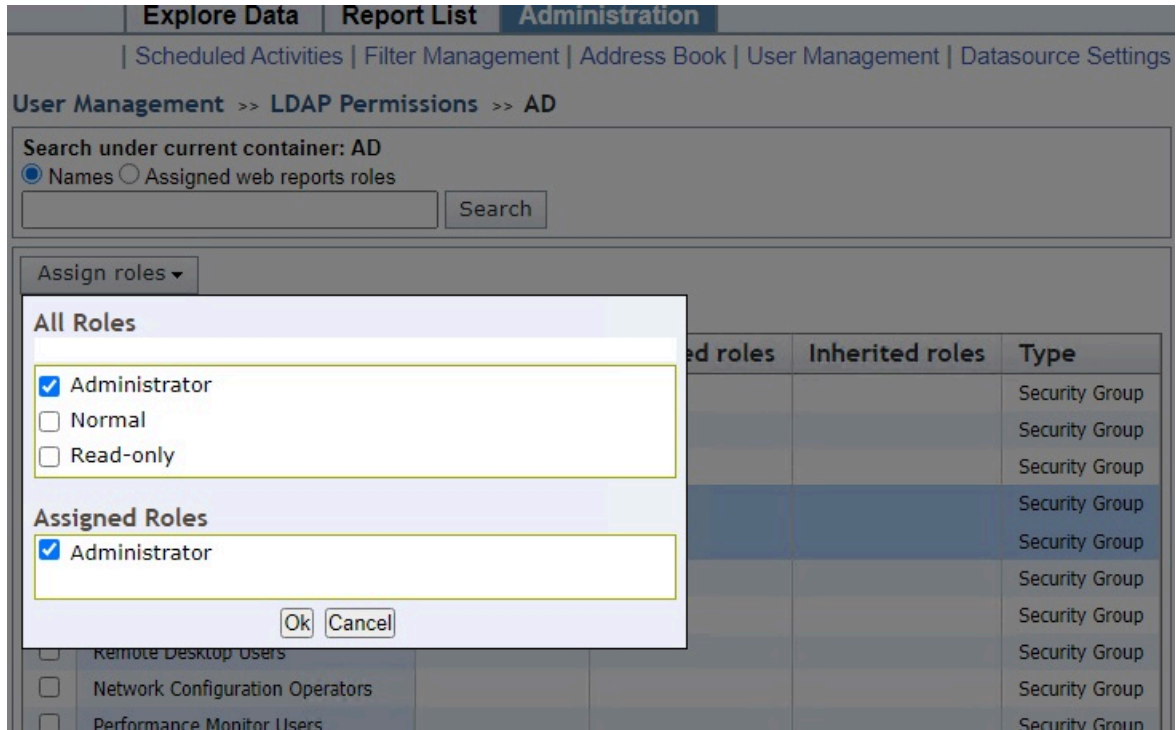 Explore Data Report List Administration
| Scheduled Activities | Filter Management | Address Book | User Management | Datasource Settings
User Management >> LDAP Permissions >> AD
Search under current container: AD
Names Assigned web reports roles
Search
Assign roles
All Roles
Administrator
Normal
Read-only
Assigned Roles
Administrator
Ok Cancel
roles Inherited roles Type
Security Group
Security Group
Security Group
Security Group
Security Group
Security Group
Security Group
Remote Desktop Users Security Group
Network Configuration Operators Security Group
Performance Monitor Users Security Group